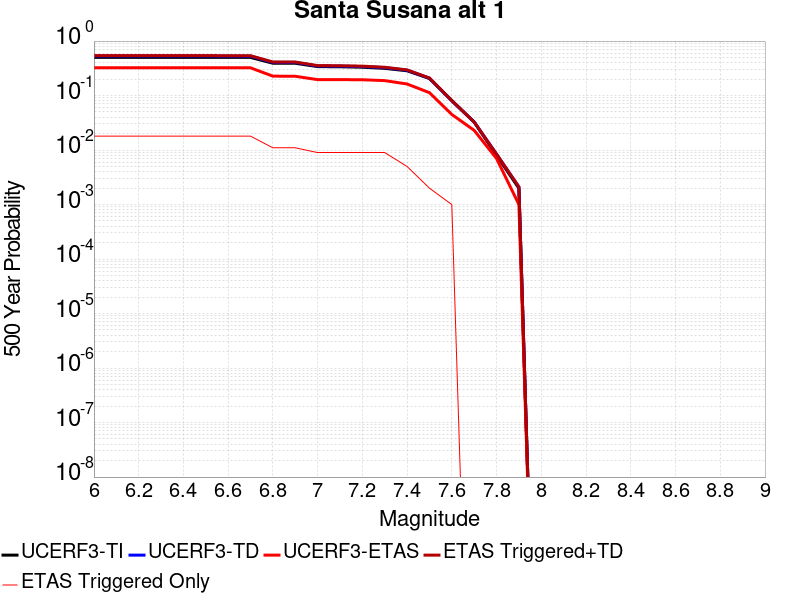 Santa Susana alt 1
10^0
10^-1
10^-2
10^-3
10^-4
10^-5
10^-6
10^-7
10^-8
500 Year Probability
6 6.2 6.4 6.6 6.8 7 7.2 7.4 7.6 7.8 8 8.2 8.4 8.6 8.8 9
Magnitude
UCERF3-TI UCERF3-TD UCERF3-ETAS ETAS Triggered+TD
ETAS Triggered Only